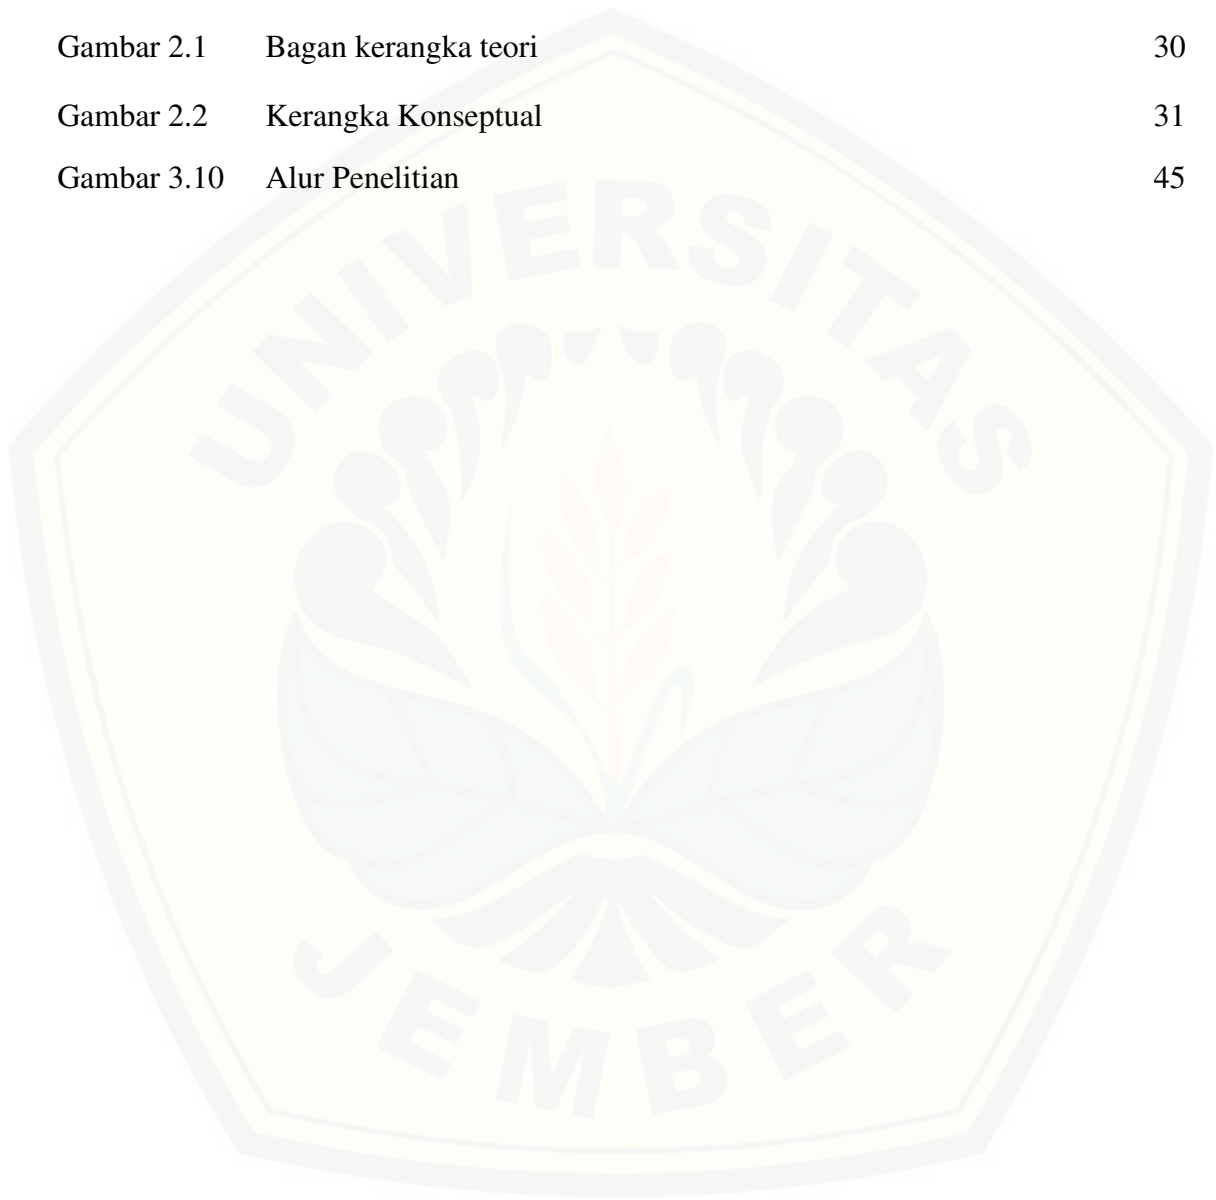 Gambar 2.1 Bagan kerangka teori 30
Gambar 2.2 Kerangka Konseptual 31
Gambar 3.10 Alur Penelitian 45
UNIVERSITAS
JEMBER